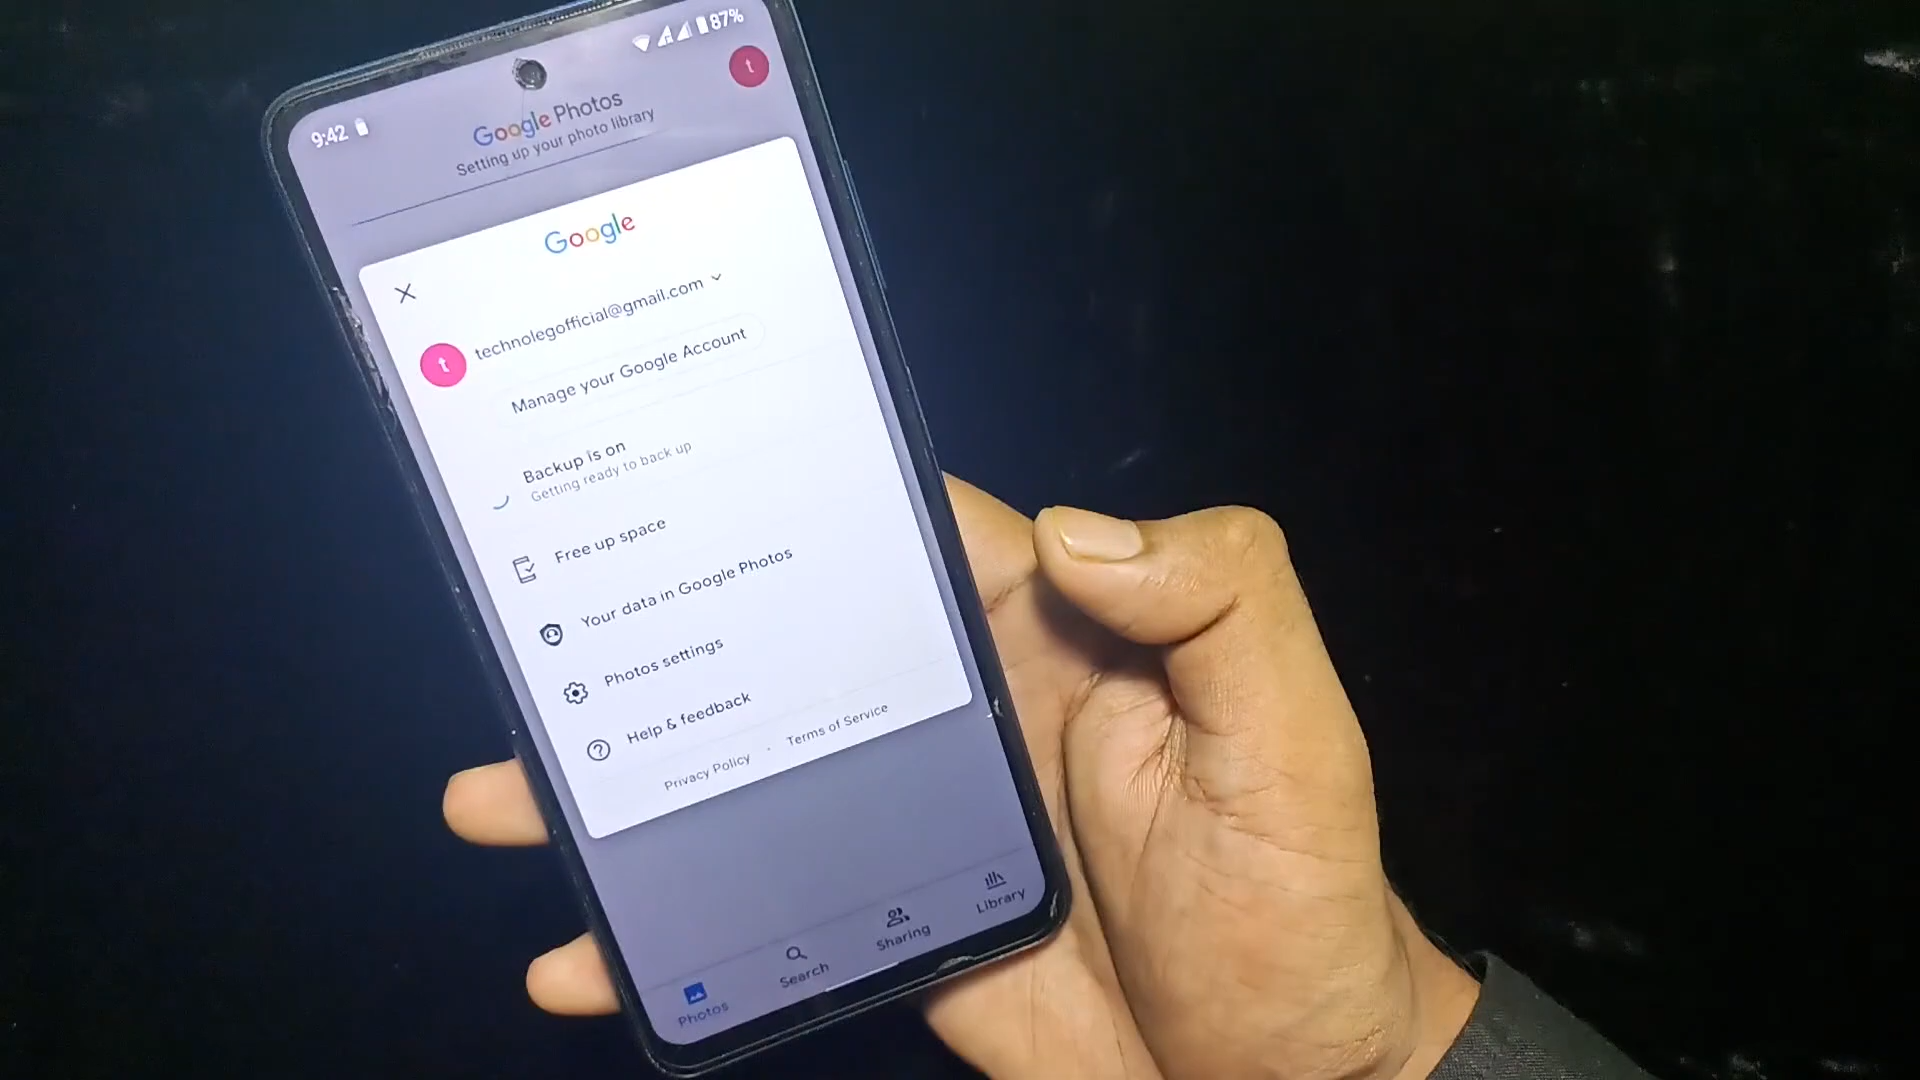 9:42
87%
t
Google Photos
Setting up your photo library
Google
t
technolegofficial@gmail.com
Manage your Google Account
Backup is on
Getting ready to back up
Free up space
Your data in Google Photos
Photos settings
Help & feedback
Privacy Policy · Terms of Service
Photos
Search
Sharing
Library